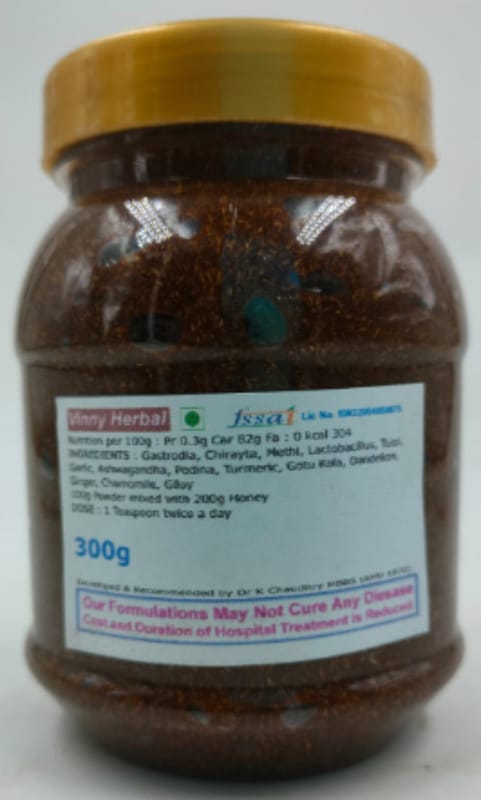 Vinny Herbal fssai Lic No.
Nutrition per 100g : Pr 0.3g Car 82g Fa : 0 kcal 304
INGREDIENTS : Gastrodia, Chirayta, Methi, Lactobacillus, Tulsi,
Garlic, Ashwagandha, Podina, Turmeric, Gotu Kola, Dandelion,
Ginger, Chamomile, Giloy
100g Powder mixed with 200g Honey
DOSE : 1 Teaspoon twice a day
300g
Developed & Recommended by Dr K Chaudhry MBBS
Our Formulations May Not Cure Any Diesase
Cost and Duration of Hospital Treatment is Reduced